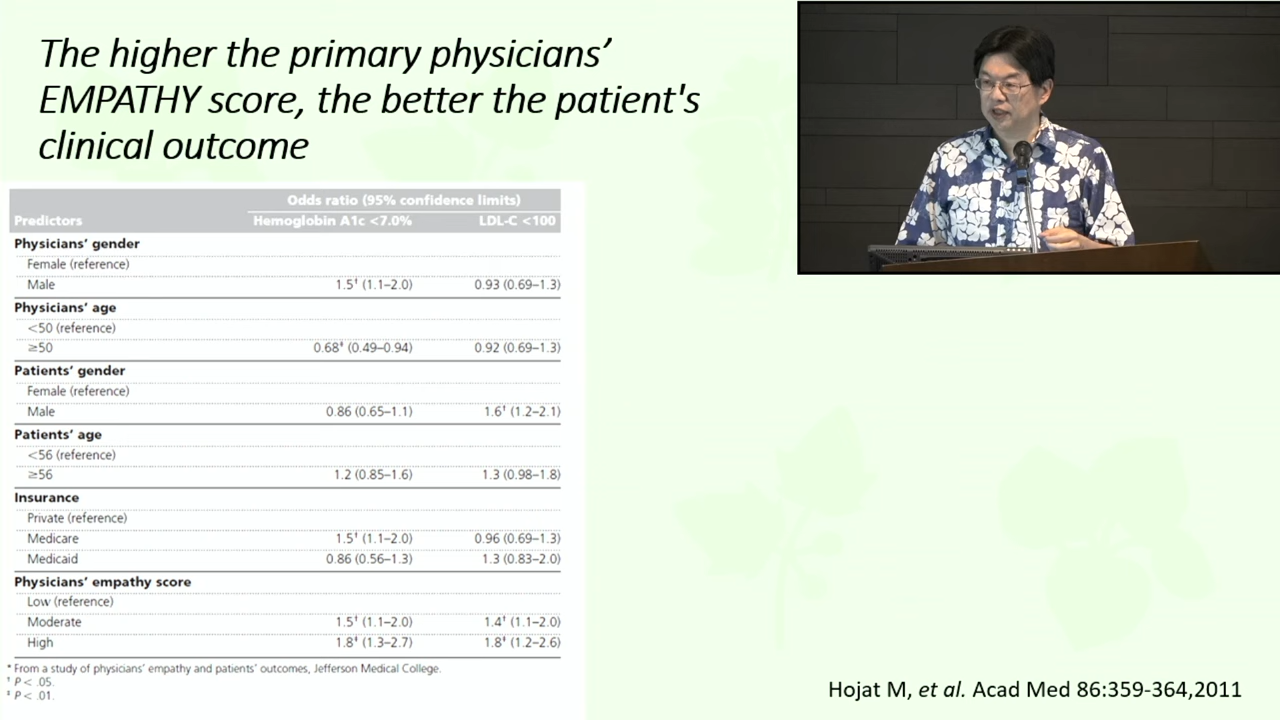 The higher the primary physicians’
EMPATHY score, the better the patient's
clinical outcome
Odds ratio (95% confidence limits)
Predictors Hemoglobin A1c <7.0% LDL-C <100
Physicians’ gender
Female (reference)
Male 1.5† (1.1–2.0) 0.93 (0.69–1.3)
Physicians’ age
<50 (reference)
≥50 0.68‡ (0.49–0.94) 0.92 (0.69–1.3)
Patients’ gender
Female (reference)
Male 0.86 (0.65–1.1) 1.6† (1.2–2.1)
Patients’ age
<56 (reference)
≥56 1.2 (0.85–1.6) 1.3 (0.98–1.8)
Insurance
Private (reference)
Medicare 1.5† (1.1–2.0) 0.96 (0.69–1.3)
Medicaid 0.86 (0.56–1.3) 1.3 (0.83–2.0)
Physicians’ empathy score
Low (reference)
Moderate 1.5† (1.1–2.0) 1.4† (1.1–2.0)
High 1.8‡ (1.3–2.7) 1.8‡ (1.2–2.6)
* From a study of physicians’ empathy and patients’ outcomes, Jefferson Medical College.
† P < .05.
‡ P < .01.
Hojat M, et al. Acad Med 86:359-364,2011